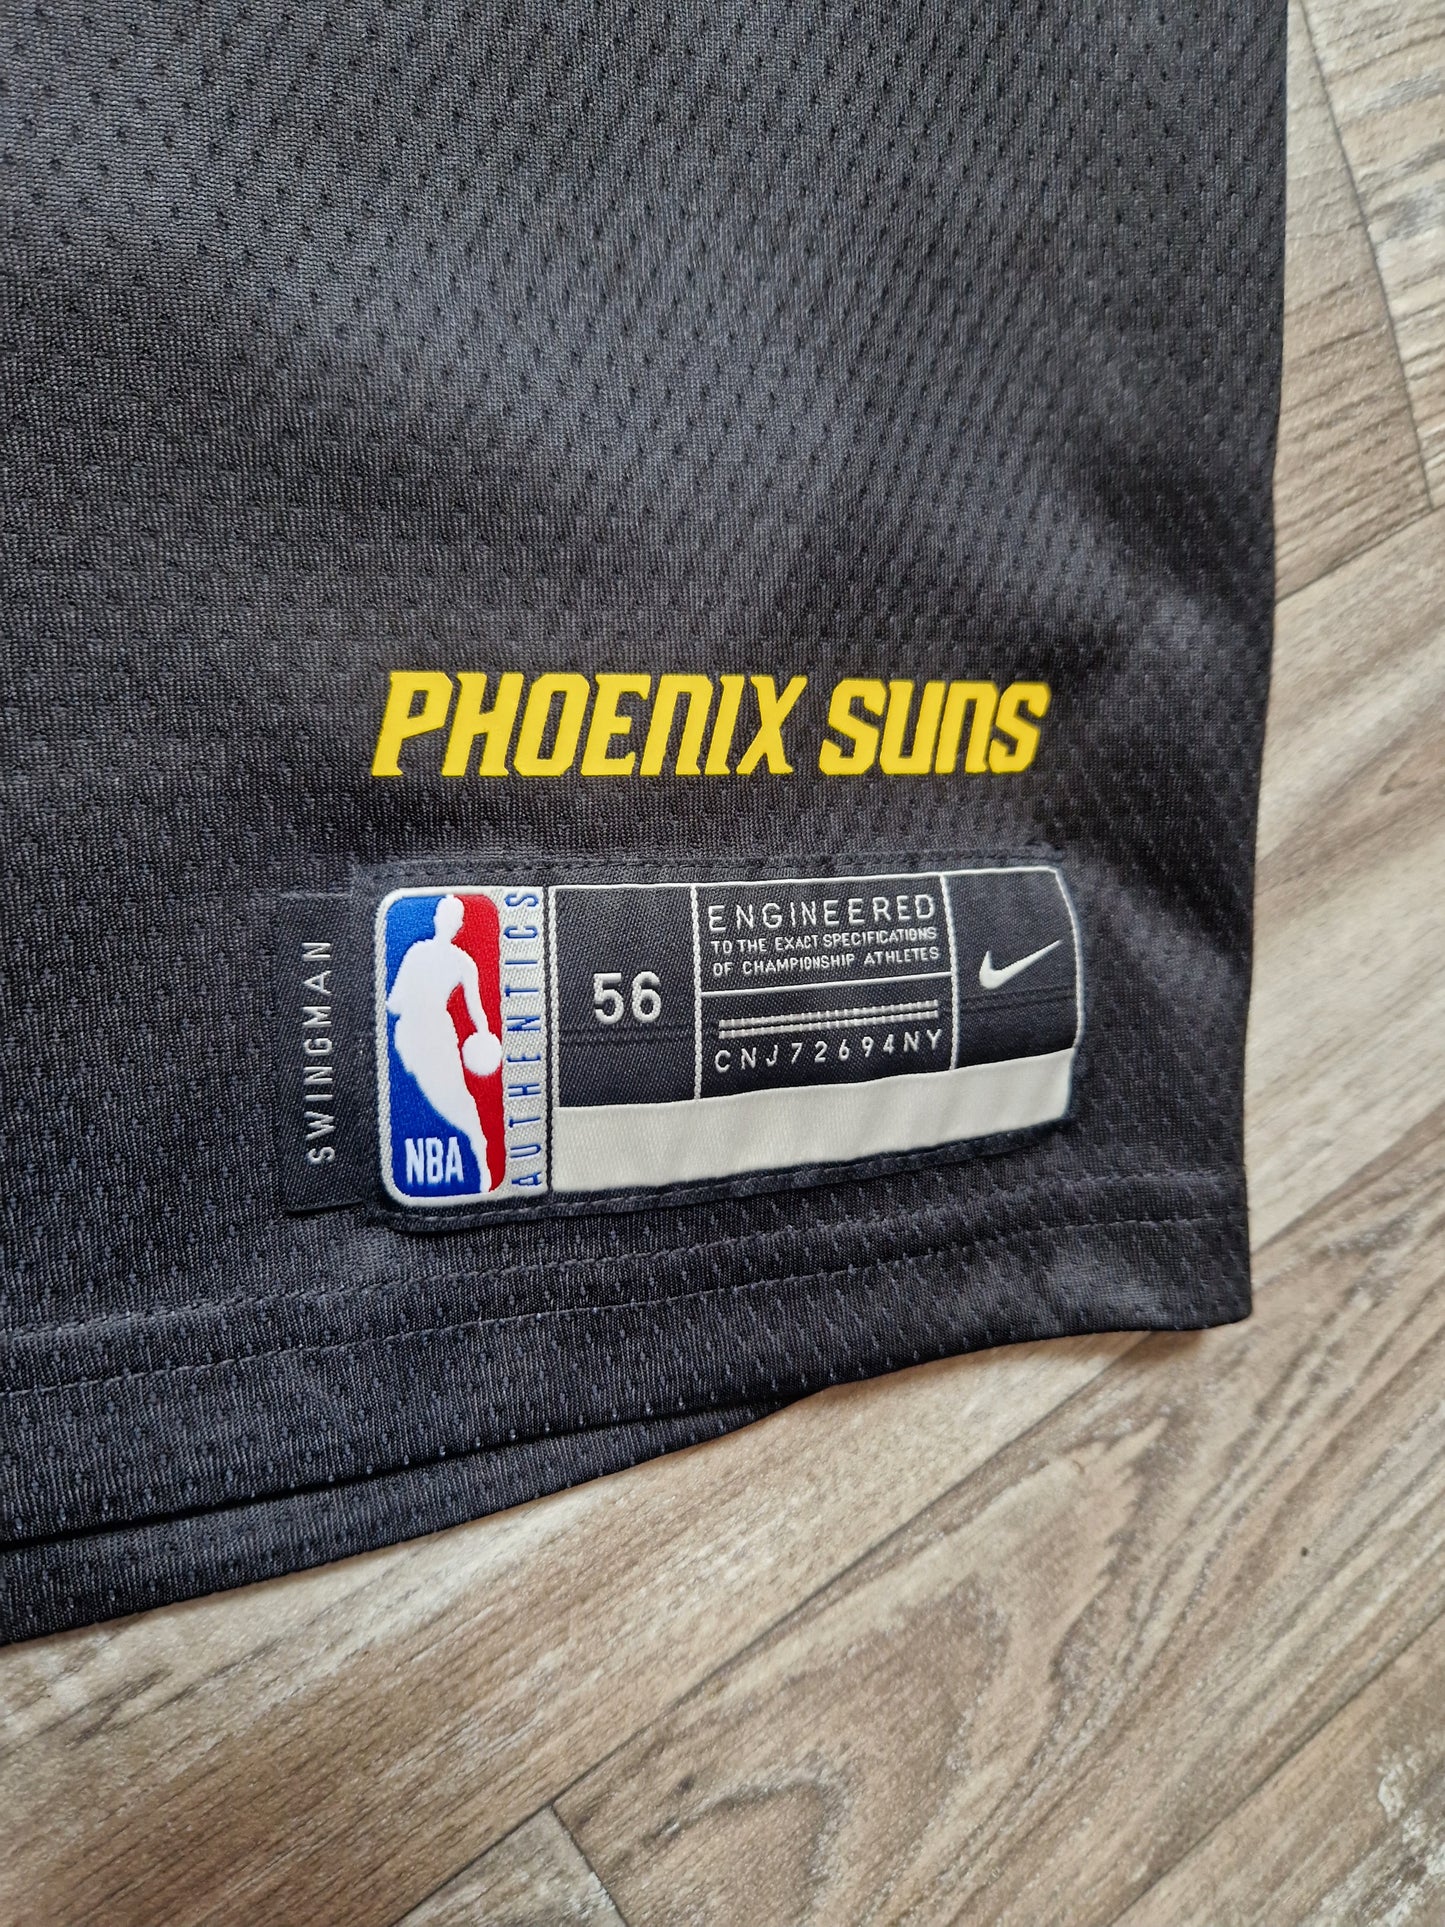 PHOENIX SUNS
SWINGMAN
NBA
AUTHENTICS
56
ENGINEERED
TO THE EXACT SPECIFICATIONS
OF CHAMPIONSHIP ATHLETES
CNJ72694NY